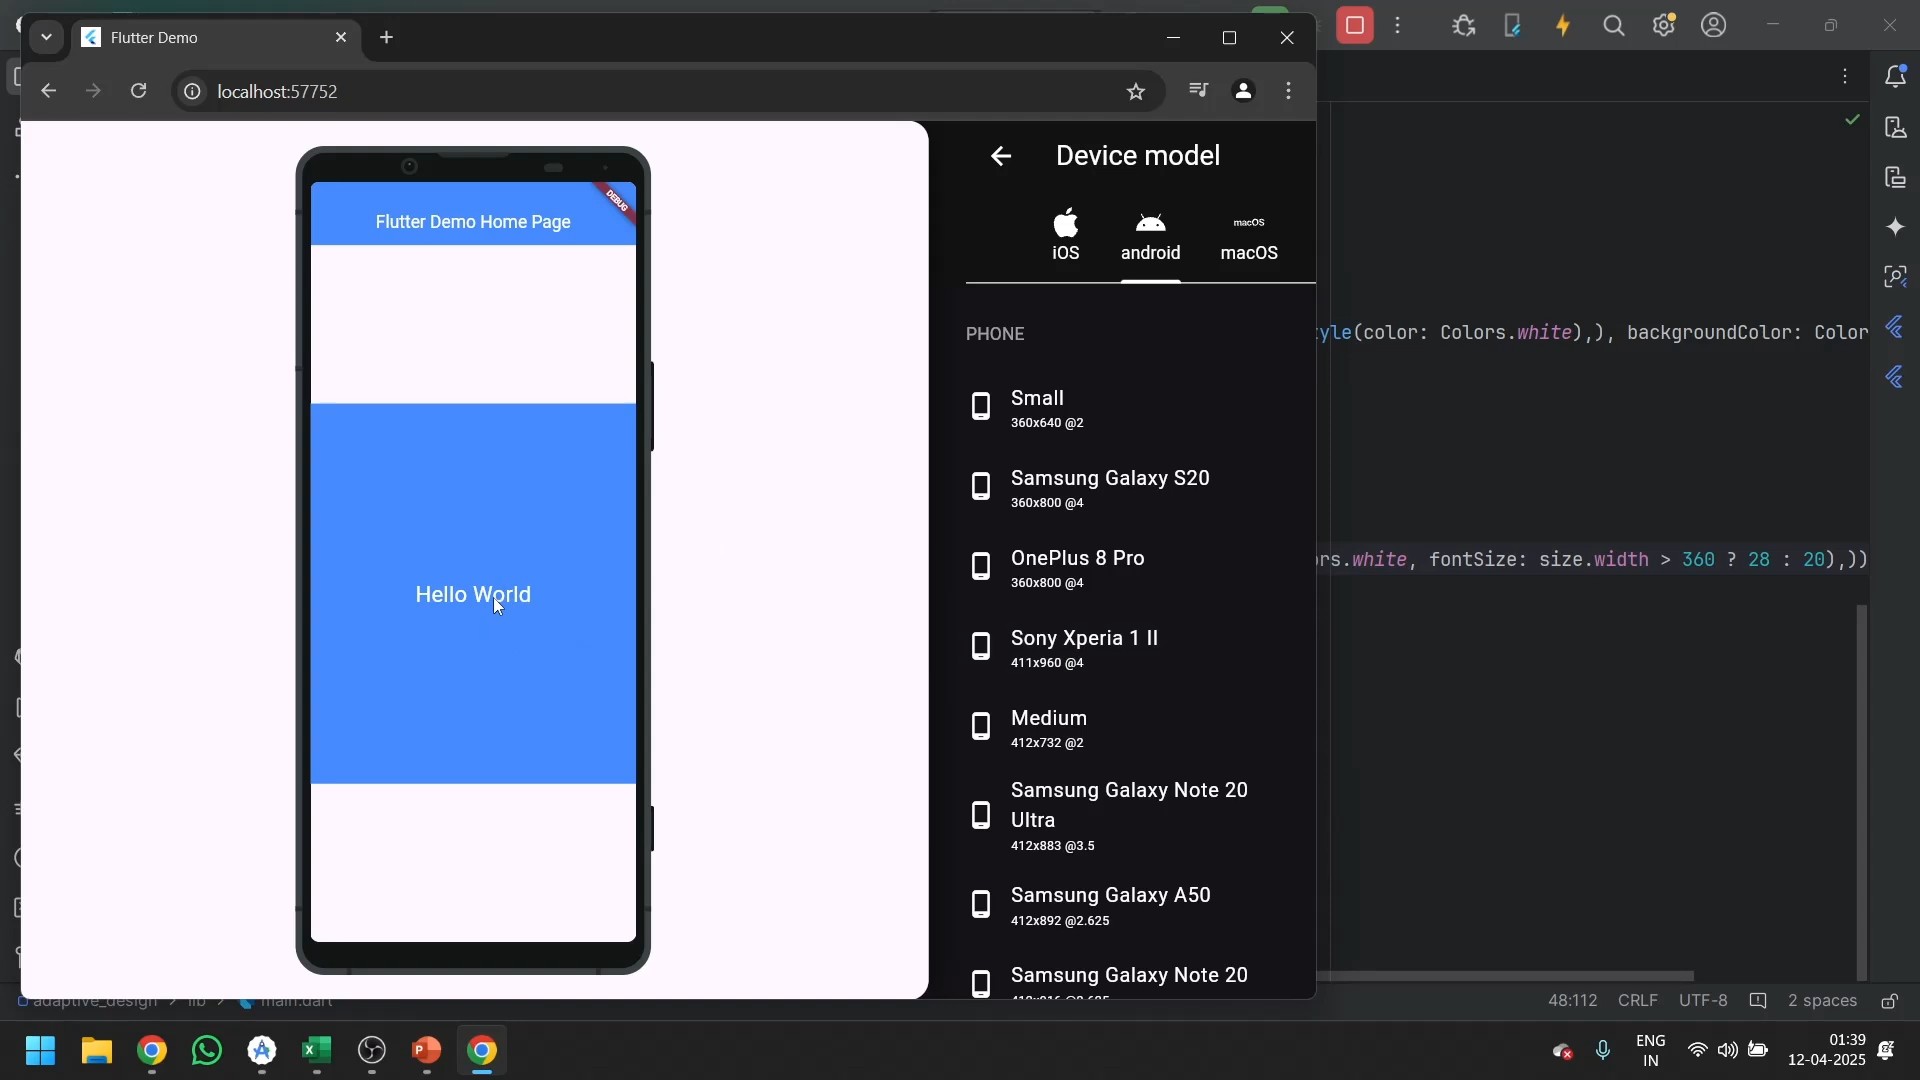 Flutter Demo
localhost:57752
DEBUG
Flutter Demo Home Page
Hello World
Device model
macOS
iOS
android
macOS
PHONE
Small
360x640 @2
Samsung Galaxy S20
360x800 @4
OnePlus 8 Pro
360x800 @4
Sony Xperia 1 II
411x960 @4
Medium
412x732 @2
Samsung Galaxy Note 20
Ultra
412x883 @3.5
Samsung Galaxy A50
412x892 @2.625
Samsung Galaxy Note 20
yle(color: Colors.white),), backgroundColor: Color
rs.white, fontSize: size.width > 360 ? 28 : 20),))
adaptive_design > lib > main.dart
48:112 CRLF UTF-8 2 spaces
ENG
IN
01:39
12-04-2025